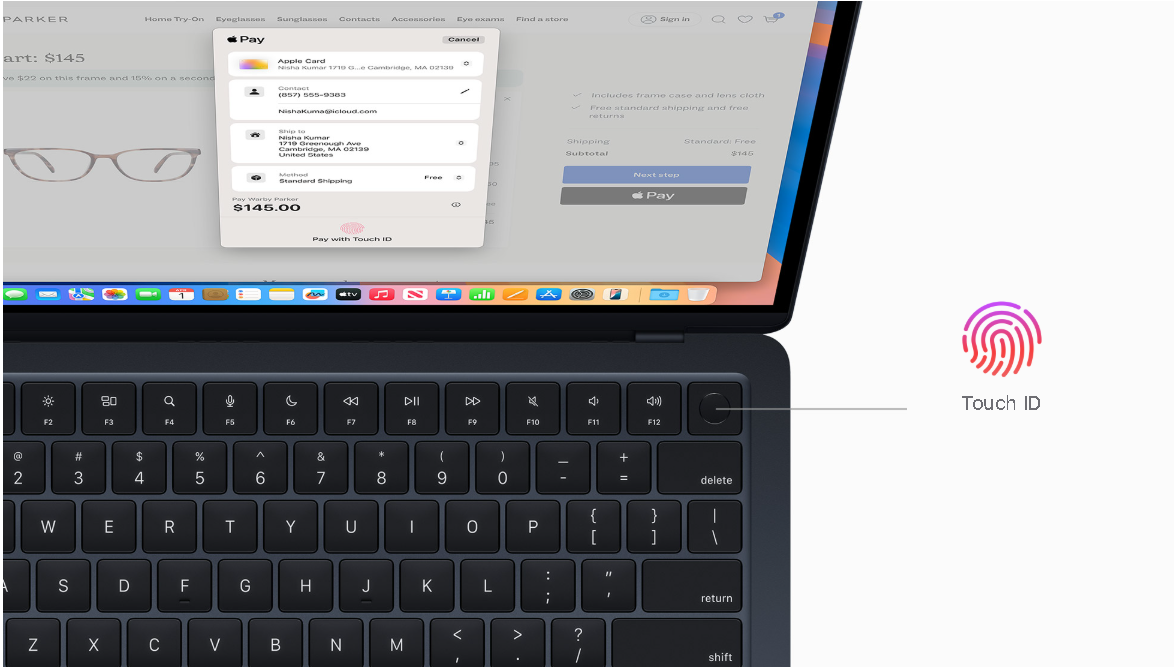 PARKER
Home Try-On Eyeglasses Sunglasses Contacts Accessories Eye exams Find a store
Sign in
art: $145
ve $22 on this frame and 15% on a second
Pay
Cancel
Apple Card
Nisha Kumar 1719 G...e Cambridge, MA 02139
Contact
(857) 555-9383
NishaKuma@icloud.com
Ship to
Nisha Kumar
1719 Greenough Ave
Cambridge, MA 02139
United States
Method
Standard Shipping
Free
Pay Warby Parker
$145.00
Pay with Touch ID
Includes frame case and lens cloth
Free standard shipping and free
returns
Shipping Standard: Free
Subtotal $145
Next step
Pay
APR
1
tv
Touch ID
F2 F3 F4 F5 F6 F7 F8 F9 F10 F11 F12
@ # $ % ^ & * ( ) _ +
2 3 4 5 6 7 8 9 0 - = delete
W E R T Y U I O P { [ } ] | \
A S D F G H J K L : ; " ' return
Z X C V B N M < , > . ? / shift